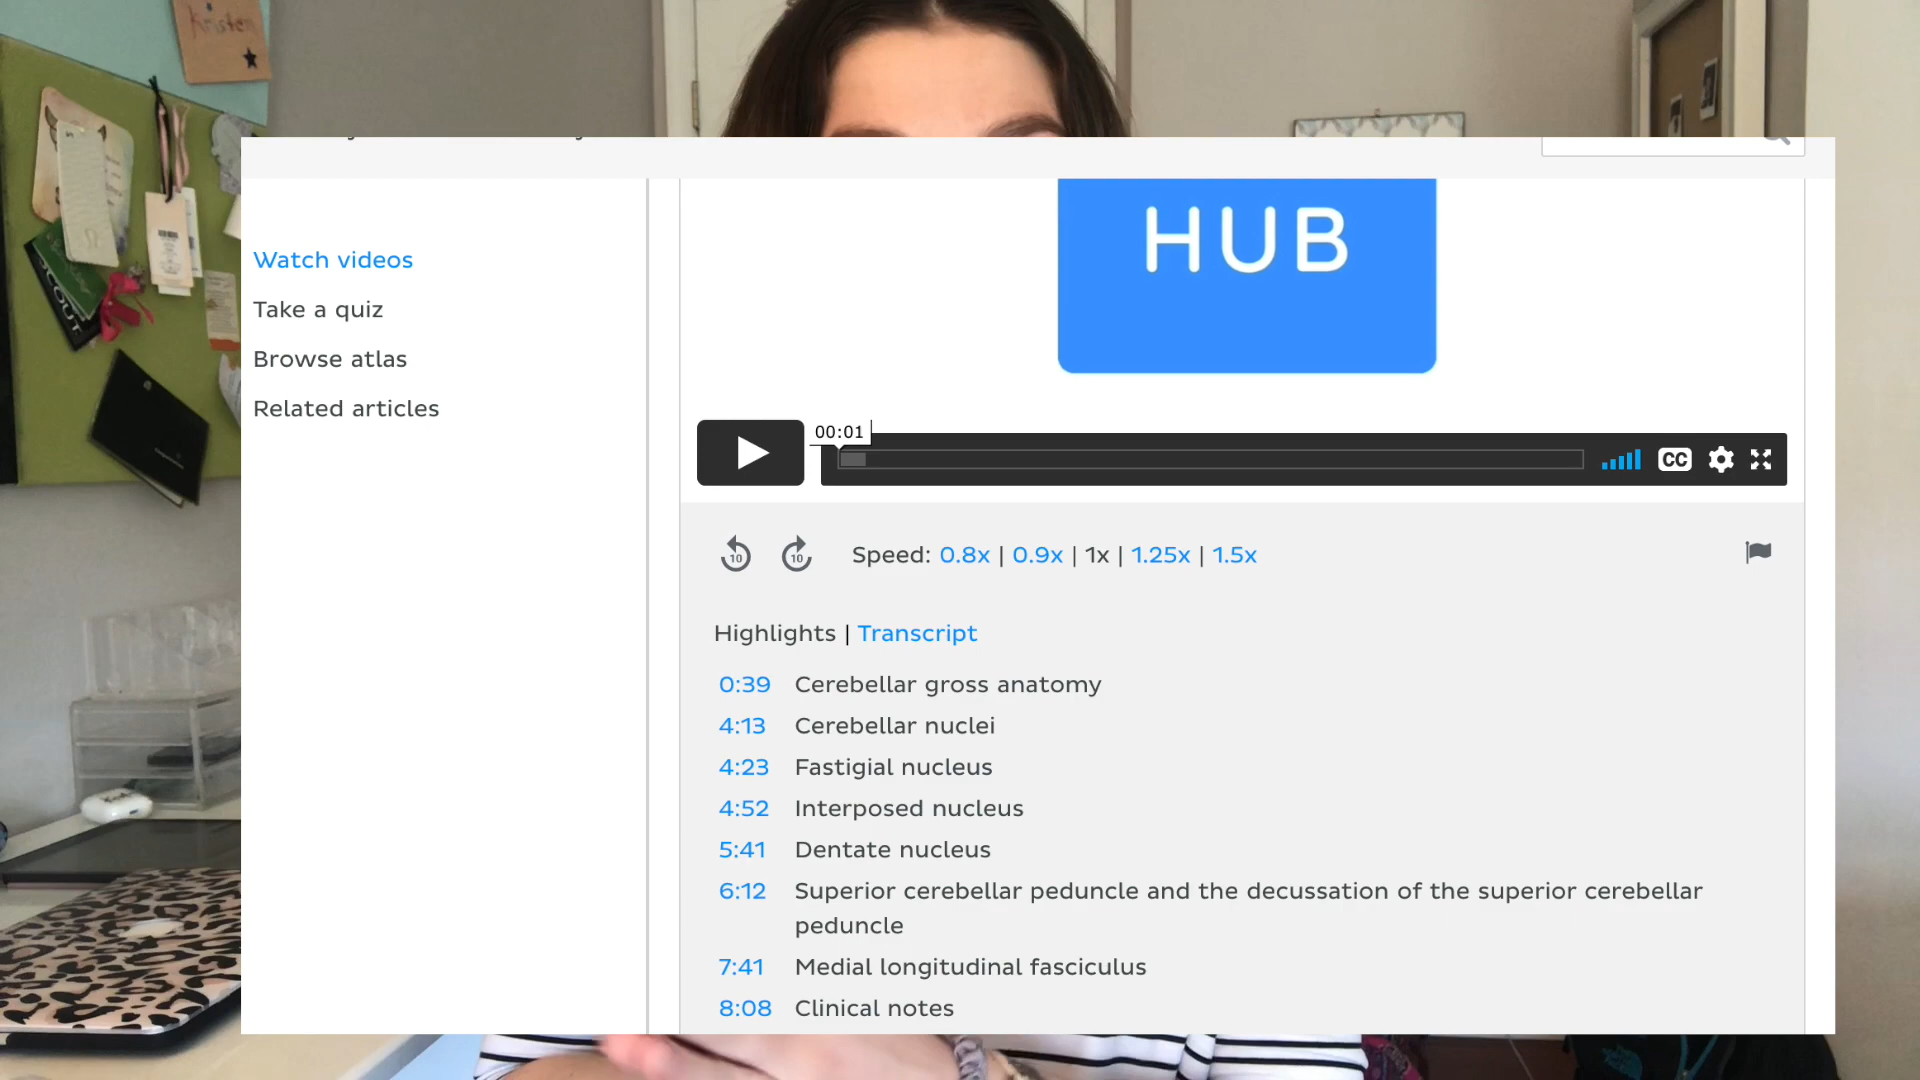 Kristen
HUB
Watch videos
Take a quiz
Browse atlas
Related articles
00:01
CC
10
10
Speed: 0.8x | 0.9x | 1x | 1.25x | 1.5x
Highlights | Transcript
0:39 Cerebellar gross anatomy
4:13 Cerebellar nuclei
4:23 Fastigial nucleus
4:52 Interposed nucleus
5:41 Dentate nucleus
6:12 Superior cerebellar peduncle and the decussation of the superior cerebellar
peduncle
7:41 Medial longitudinal fasciculus
8:08 Clinical notes